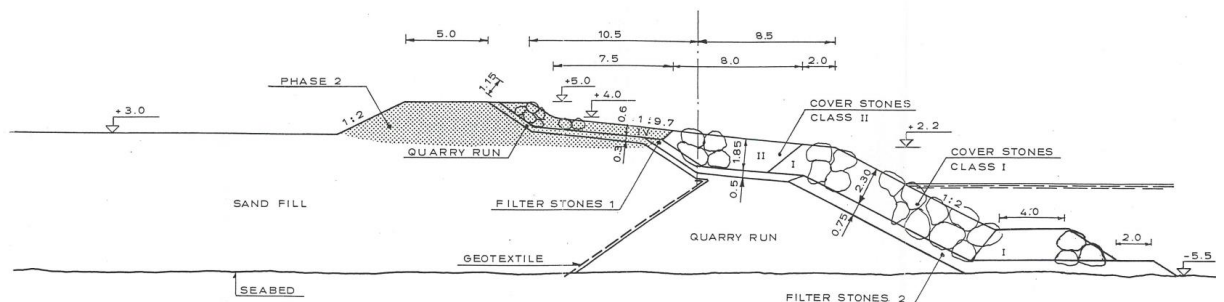 5.0
10.5
8.5
7.5
8.0
2.0
PHASE 2
1.15
+5.0
+4.0
0.6
1:9.7
+3.0
1:2
IV
COVER STONES
CLASS II
+2.2
COVER STONES
CLASS I
QUARRY RUN
0.3
II
I
1.85
2.30
1:2
0.5
0.75
FILTER STONES 1
4.0
2.0
SAND FILL
QUARRY RUN
I
GEOTEXTILE
-5.5
SEABED
FILTER STONES 2